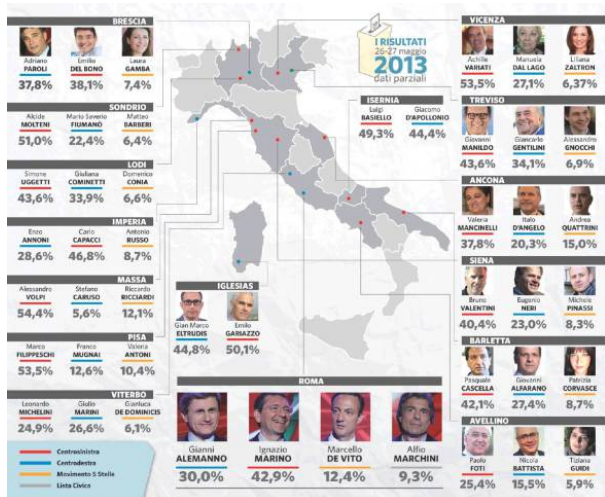 I RISULTATI
26-27 maggio
2013
dati parziali
BRESCIA
Adriano PAROLI
37,8%
Emilio DEL BONO
38,1%
Laura GAMBA
7,4%
SONDRIO
Alcide MOLTENI
51,0%
Mario Saverio FIUMANÒ
22,4%
Matteo BARBERI
6,4%
LODI
Simone UGGETTI
43,6%
Giuliana COMINETTI
33,9%
Domenico CONIA
6,6%
IMPERIA
Enzo ANNONI
28,6%
Carlo CAPACCI
46,8%
Antonio RUSSO
8,7%
MASSA
Alessandro VOLPI
54,4%
Stefano CARUSO
5,6%
Riccardo RICCIARDI
12,1%
PISA
Marco FILIPPESCHI
53,5%
Franco MUGNAI
12,6%
Valeria ANTONI
10,4%
VITERBO
Leonardo MICHELINI
24,9%
Giulio MARINI
26,6%
Gianluca DE DOMINICIS
6,1%
Centrosinistra
Centrodestra
Movimento 5 Stelle
Lista Civica
ISERNIA
Luigi BASIELLO
49,3%
Giacomo D'APOLLONIO
44,4%
IGLESIAS
Gian Marco ELTRUDIS
44,8%
Emilio GARIAZZO
50,1%
ROMA
Gianni ALEMANNO
30,0%
Ignazio MARINO
42,9%
Marcello DE VITO
12,4%
Alfio MARCHINI
9,3%
VICENZA
Achille VARIATI
53,5%
Manuela DAL LAGO
27,1%
Liliana ZALTRON
6,37%
TREVISO
Giovanni MANILDO
43,6%
Giancarlo GENTILINI
34,1%
Alessandro GNOCCHI
6,9%
ANCONA
Valeria MANCINELLI
37,8%
Italo D'ANGELO
20,3%
Andrea QUATTRINI
15,0%
SIENA
Bruno VALENTINI
40,4%
Eugenio NERI
23,0%
Michele PINASSI
8,3%
BARLETTA
Pasquale CASCELLA
42,1%
Giovanni ALFARANO
27,4%
Patrizia CORVASCE
8,7%
AVELLINO
Paolo FOTI
25,4%
Nicola BATTISTA
15,5%
Tiziana GUIDI
5,9%